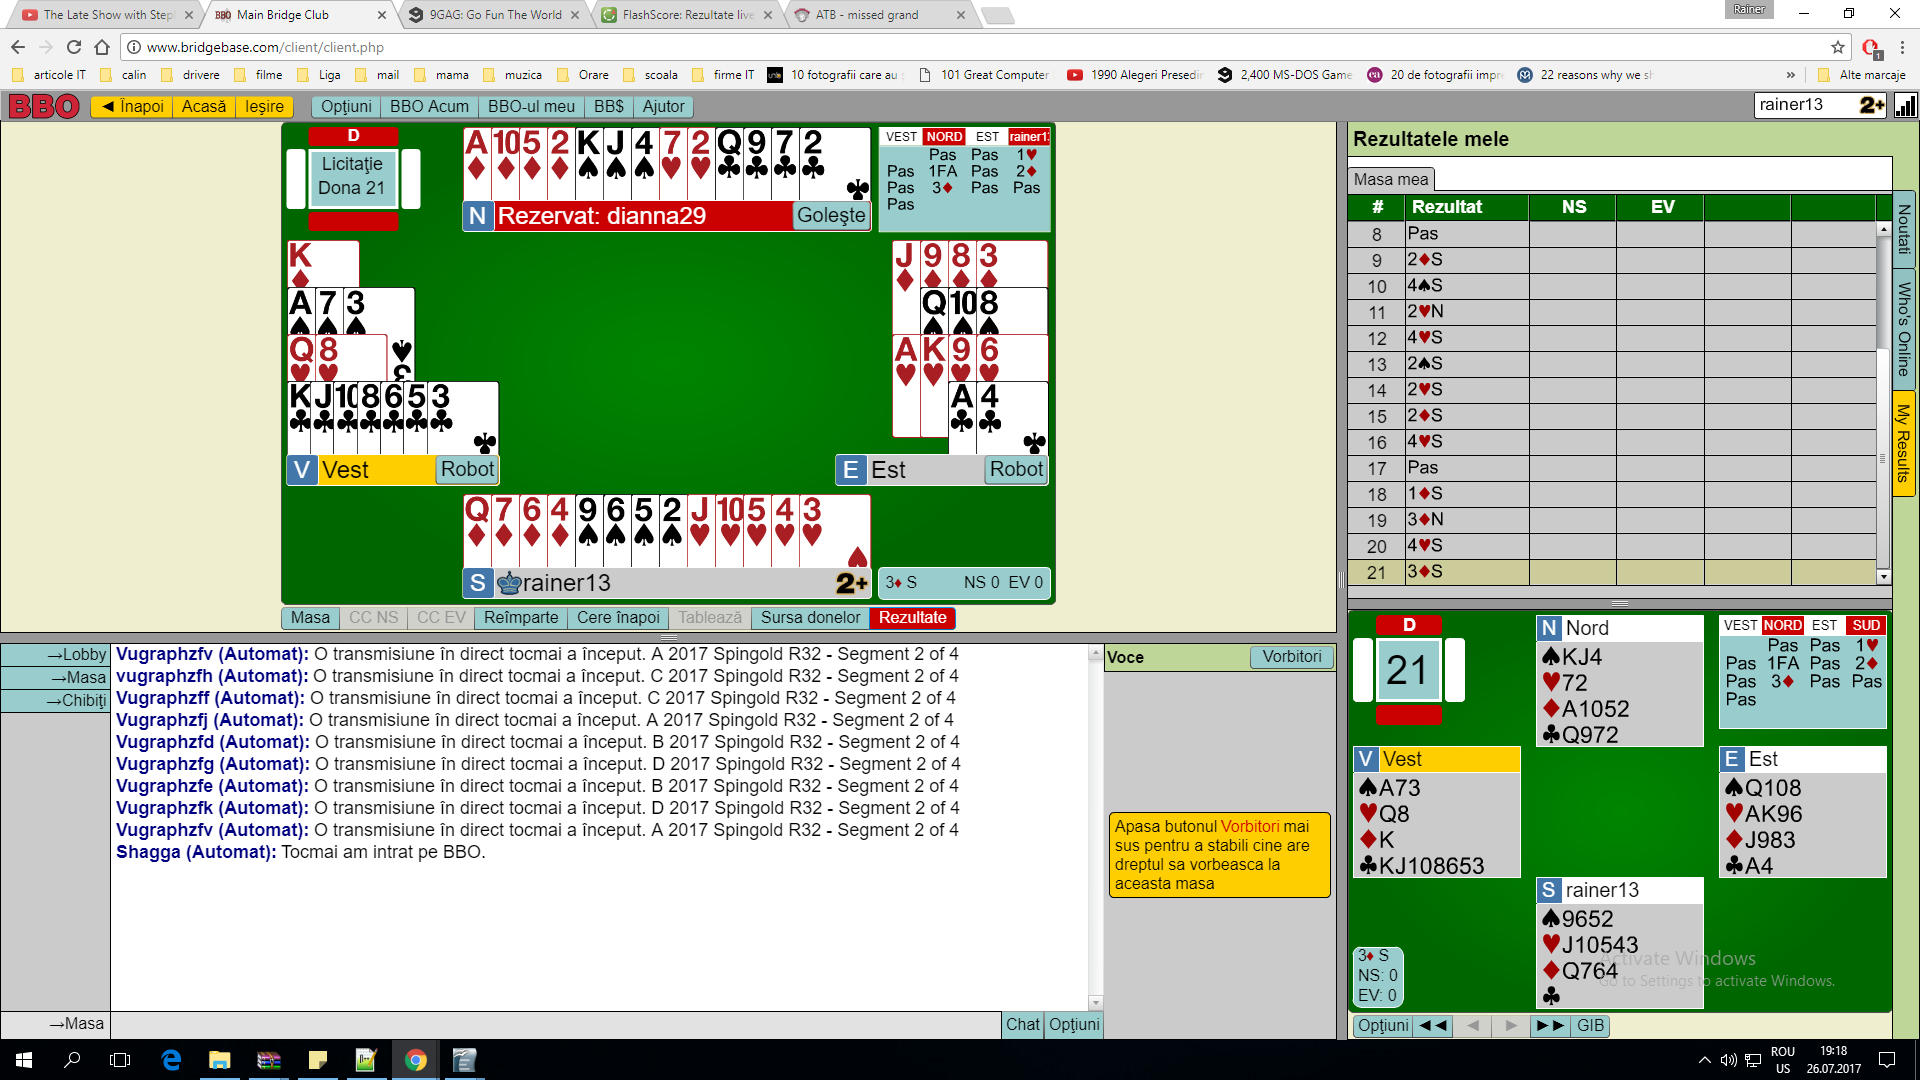 The Late Show with Step
Main Bridge Club
9GAG: Go Fun The World
FlashScore: Rezultate live
ATB - missed grand
Rainer
www.bridgebase.com/client/client.php
articole IT
calin
drivere
filme
Liga
mail
mama
muzica
Orare
scoala
firme IT
10 fotografii care au
101 Great Computer
1990 Alegeri Presedin
2,400 MS-DOS Game
20 de fotografii impre
22 reasons why we sh
Alte marcaje
BBO
◄ Înapoi
Acasă
Ieşire
Opţiuni
BBO Acum
BBO-ul meu
BB$
Ajutor
rainer13 2+
D
Licitaţie
Dona 21
A 10 5 2 K J 4 7 2 Q 9 7 2
N Rezervat: dianna29 Goleşte
VEST NORD EST rainer1
Pas Pas 1♥
Pas 1FA Pas 2♦
Pas 3♦ Pas Pas
Pas
K
A 7 3
Q 8
K J 10 8 6 5 3
V Vest Robot
J 9 8 3
Q 10 8
A K 9 6
A 4
E Est Robot
Q 7 6 4 9 6 5 2 J 10 5 4 3
S rainer13 2+
3♦ S NS 0 EV 0
Masa
CC NS
CC EV
Reîmparte
Cere înapoi
Tablează
Sursa donelor
Rezultate
→Lobby
→Masa
→Chibiţi
Vugraphzfv (Automat): O transmisiune în direct tocmai a început. A 2017 Spingold R32 - Segment 2 of 4
vugraphzfh (Automat): O transmisiune în direct tocmai a început. C 2017 Spingold R32 - Segment 2 of 4
Vugraphzff (Automat): O transmisiune în direct tocmai a început. C 2017 Spingold R32 - Segment 2 of 4
Vugraphzfj (Automat): O transmisiune în direct tocmai a început. A 2017 Spingold R32 - Segment 2 of 4
Vugraphzfd (Automat): O transmisiune în direct tocmai a început. B 2017 Spingold R32 - Segment 2 of 4
Vugraphzfg (Automat): O transmisiune în direct tocmai a început. D 2017 Spingold R32 - Segment 2 of 4
Vugraphzfe (Automat): O transmisiune în direct tocmai a început. B 2017 Spingold R32 - Segment 2 of 4
Vugraphzfk (Automat): O transmisiune în direct tocmai a început. D 2017 Spingold R32 - Segment 2 of 4
Vugraphzfv (Automat): O transmisiune în direct tocmai a început. A 2017 Spingold R32 - Segment 2 of 4
Shagga (Automat): Tocmai am intrat pe BBO.
→Masa
Chat
Opţiuni
Voce
Vorbitori
Apasa butonul Vorbitori mai
sus pentru a stabili cine are
dreptul sa vorbeasca la
aceasta masa
Rezultatele mele
Masa mea
# Rezultat NS EV
8 Pas
9 2♦S
10 4♠S
11 2♥N
12 4♥S
13 2♠S
14 2♥S
15 2♦S
16 4♥S
17 Pas
18 1♦S
19 3♦N
20 4♥S
21 3♦S
Noutati
Who's Online
My Results
D
21
N Nord
♠KJ4
♥72
♦A1052
♣Q972
VEST NORD EST SUD
Pas Pas 1♥
Pas 1FA Pas 2♦
Pas 3♦ Pas Pas
Pas
V Vest
♠A73
♥Q8
♦K
♣KJ108653
E Est
♠Q108
♥AK96
♦J983
♣A4
S rainer13
♠9652
♥J10543
♦Q764
♣
3♦ S
NS: 0
EV: 0
Activate Windows
Go to Settings to activate Windows.
Opţiuni
GIB
ROU
US
19:18
26.07.2017